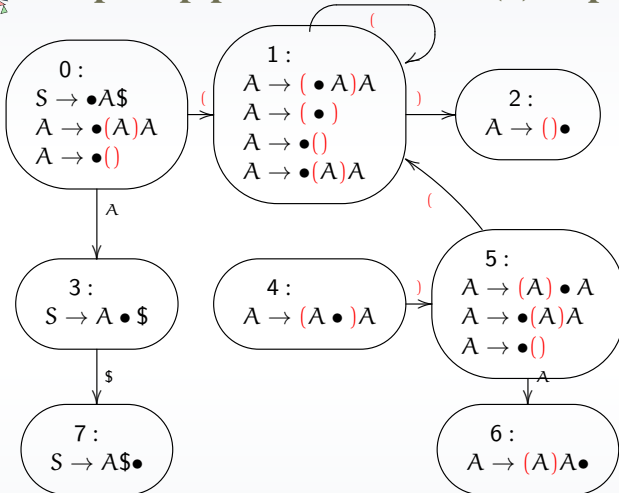 (
0 :
S → •A$
A → •(A)A
A → •()
(
1 :
A → ( • A)A
A → ( • )
A → •()
A → •(A)A
)
2 :
A → ()•
A
(
3 :
S → A • $
4 :
A → (A • )A
)
5 :
A → (A) • A
A → •(A)A
A → •()
$
A
7 :
S → A$•
6 :
A → (A)A•